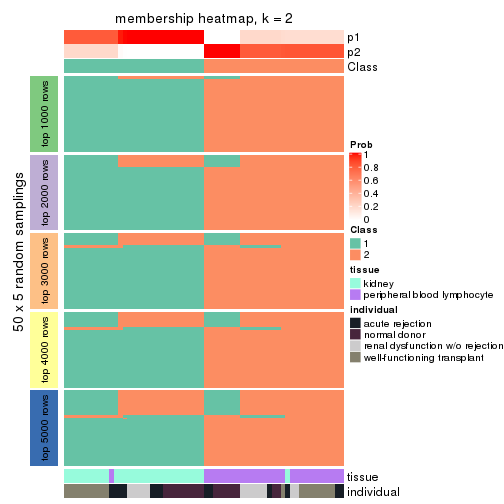 membership heatmap, k = 2
p1
p2
Class
50 x 5 random samplings
top 1000 rows
top 2000 rows
top 3000 rows
top 4000 rows
top 5000 rows
Prob
1
0.8
0.6
0.4
0.2
0
Class
1
2
tissue
kidney
peripheral blood lymphocyte
individual
acute rejection
normal donor
renal dysfunction w/o rejection
well-functioning transplant
tissue
individual